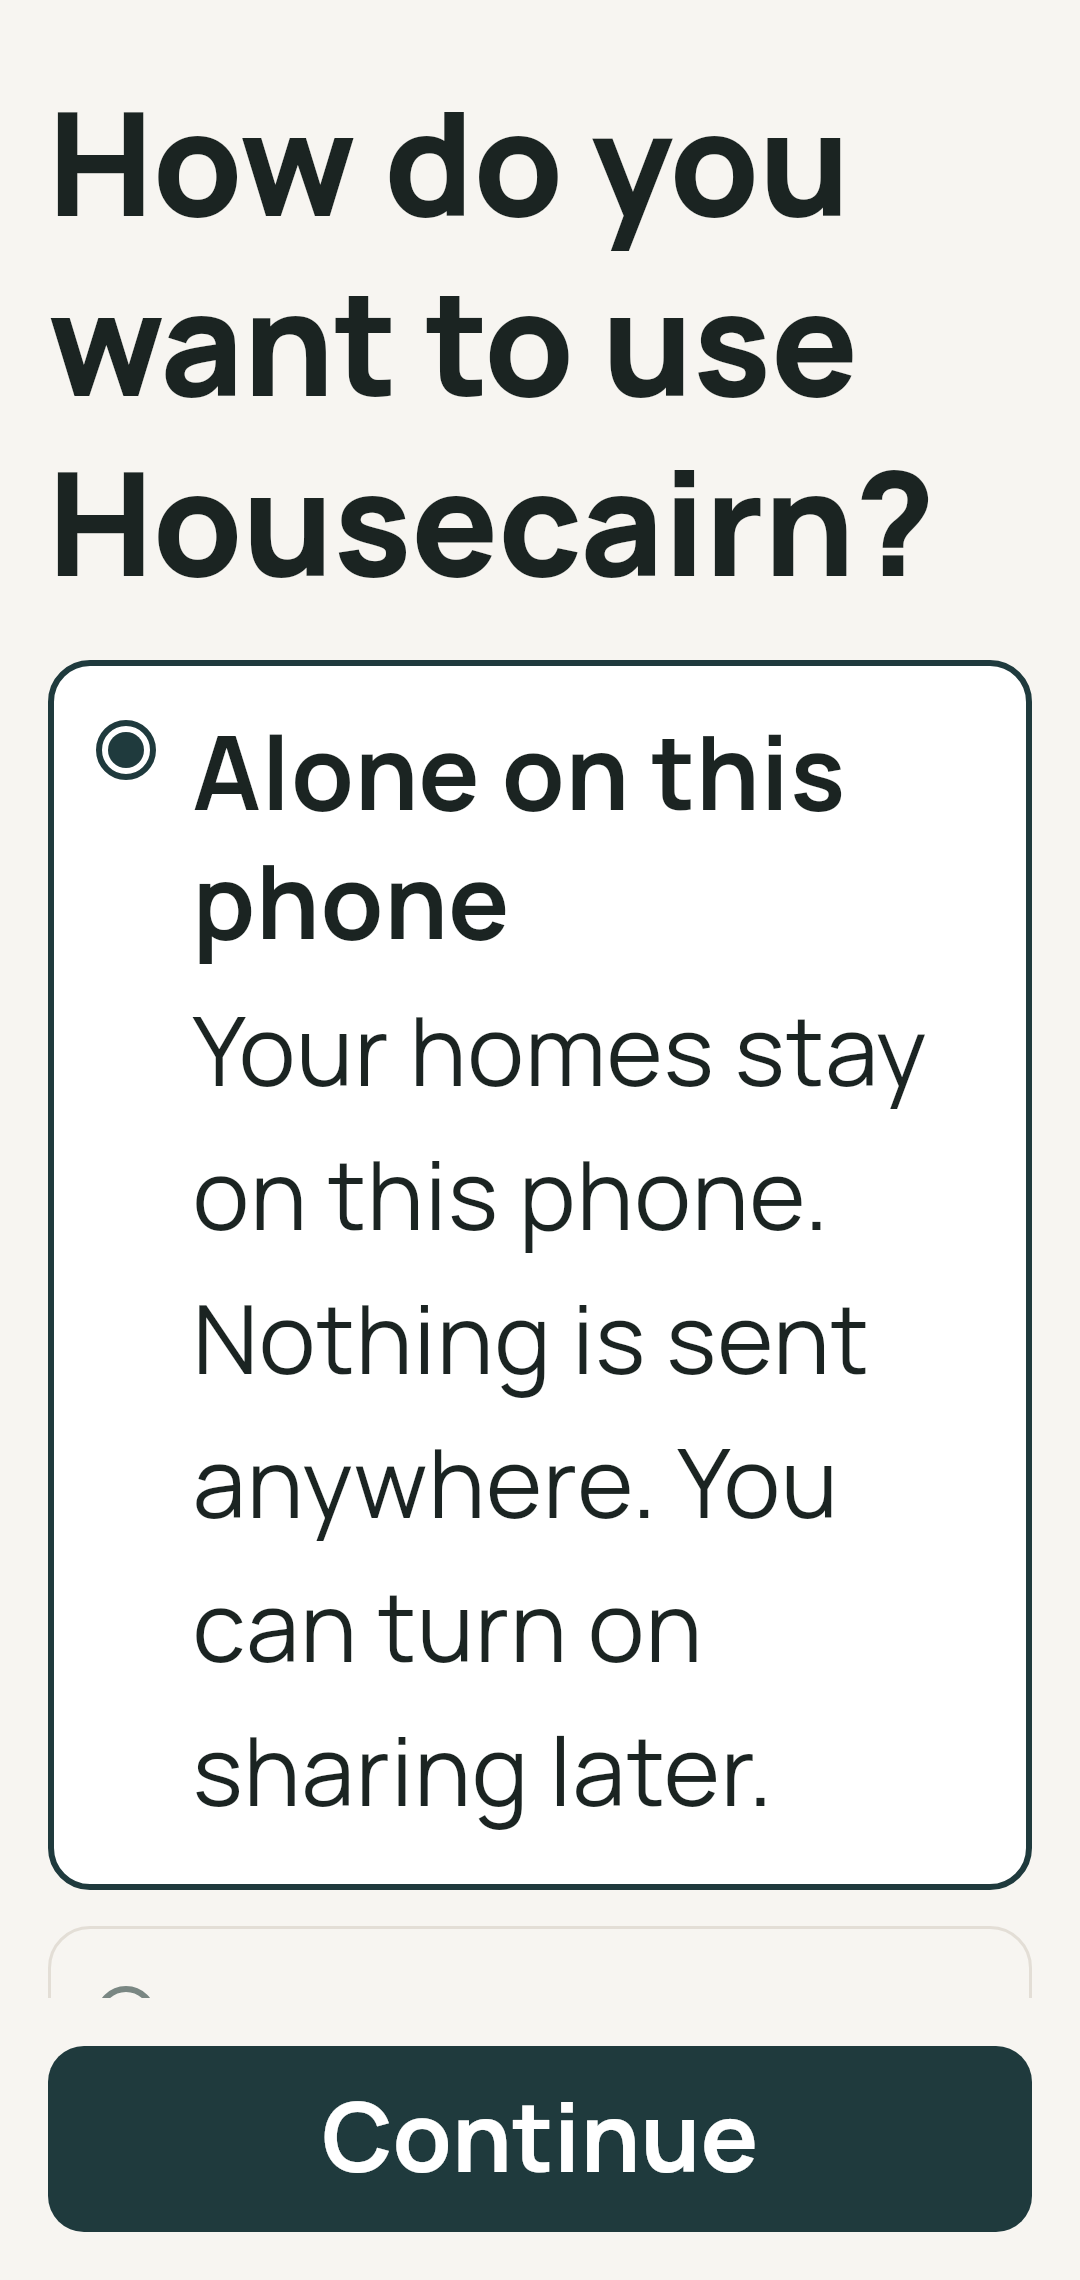 How do you
want to use
Housecairn?
Alone on this
phone
Your homes stay
on this phone.
Nothing is sent
anywhere. You
can turn on
sharing later.
Continue